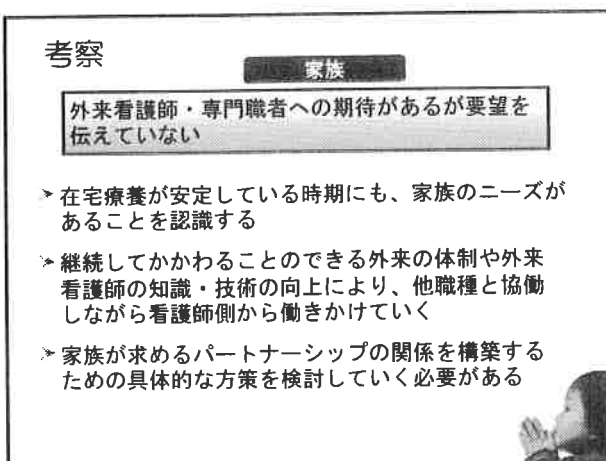 考察
家族
外来看護師・専門職者への期待があるが要望を
伝えていない
➢ 在宅療養が安定している時期にも、家族のニーズが
あることを認識する
➢ 継続してかかわることのできる外来の体制や外来
看護師の知識・技術の向上により、他職種と協働
しながら看護師側から働きかけていく
➢ 家族が求めるパートナーシップの関係を構築する
ための具体的な方策を検討していく必要がある